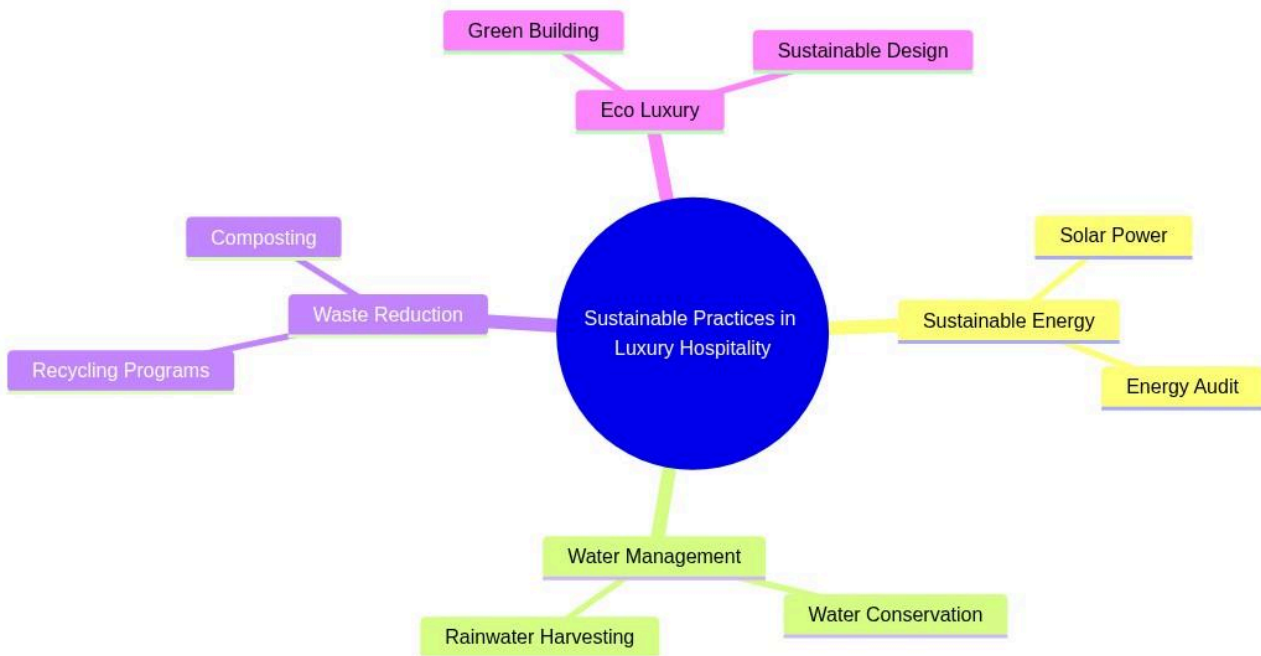 Green Building
Sustainable Design
Eco Luxury
Composting
Solar Power
Waste Reduction
Sustainable Practices in
Luxury Hospitality
Sustainable Energy
Recycling Programs
Energy Audit
Water Management
Water Conservation
Rainwater Harvesting